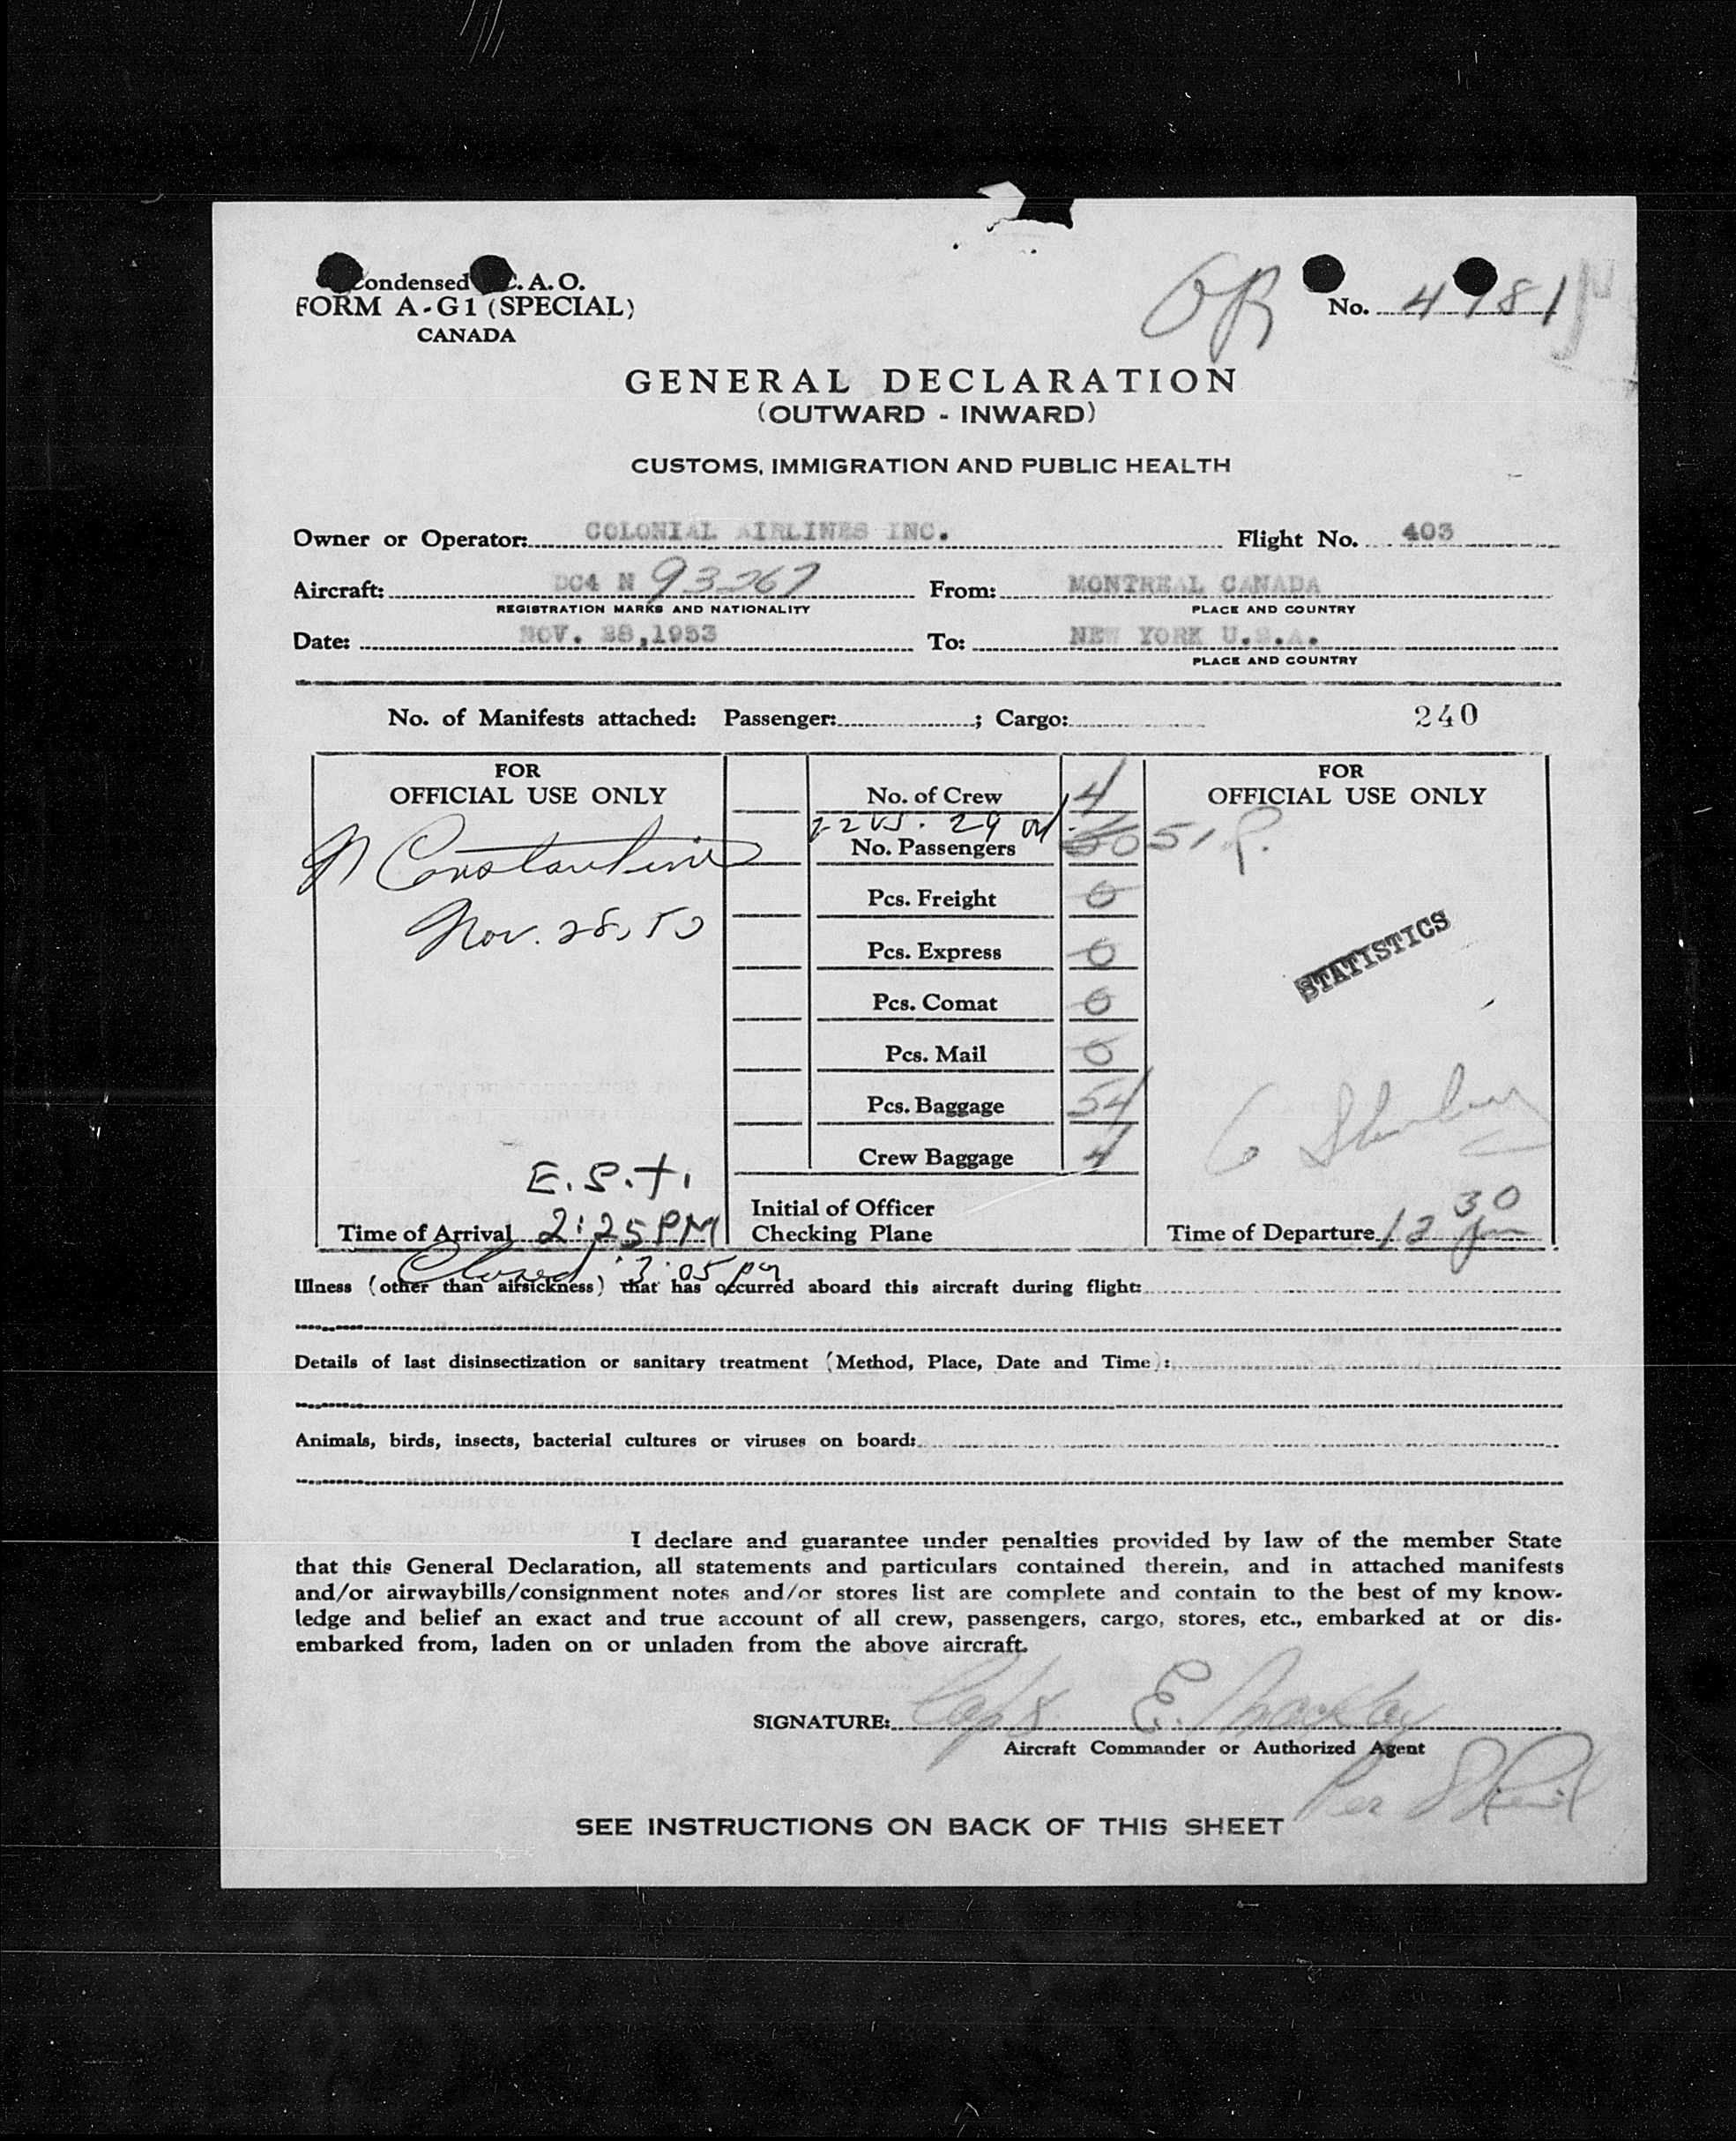 Condensed I.C.A.O.
FORM A-G1 (SPECIAL)
CANADA
No. 4 181
GENERAL DECLARATION
(OUTWARD - INWARD)
CUSTOMS, IMMIGRATION AND PUBLIC HEALTH
Owner or Operator: COLONIAL AIRLINES INC. Flight No. 403
Aircraft: DC4 N 93267 From: MONTREAL CANADA
REGISTRATION MARKS AND NATIONALITY PLACE AND COUNTRY
Date: NOV. 28,1953 To: NEW YORK U.S.A.
PLACE AND COUNTRY
No. of Manifests attached: Passenger: ; Cargo: 240
FOR
OFFICIAL USE ONLY
N Constantine
Nov. 28, 53
E.S.T.
Time of Arrival 2:25 PM
Closed 3:05 PM
No. of Crew 4
22 US. 29
No. Passengers 51 P.
Pcs. Freight 0
Pcs. Express 0
Pcs. Comat 0
Pcs. Mail 0
Pcs. Baggage 54
Crew Baggage 4
Initial of Officer
Checking Plane
FOR
OFFICIAL USE ONLY
STATISTICS
Time of Departure 12 30 pm
Illness (other than airsickness) that has occurred aboard this aircraft during flight:
Details of last disinsectization or sanitary treatment (Method, Place, Date and Time):
Animals, birds, insects, bacterial cultures or viruses on board:
I declare and guarantee under penalties provided by law of the member State
that this General Declaration, all statements and particulars contained therein, and in attached manifests
and/or airwaybills/consignment notes and/or stores list are complete and contain to the best of my know-
ledge and belief an exact and true account of all crew, passengers, cargo, stores, etc., embarked at or dis-
embarked from, laden on or unladen from the above aircraft.
SIGNATURE: Capt E. Mackay
Aircraft Commander or Authorized Agent
Per
SEE INSTRUCTIONS ON BACK OF THIS SHEET